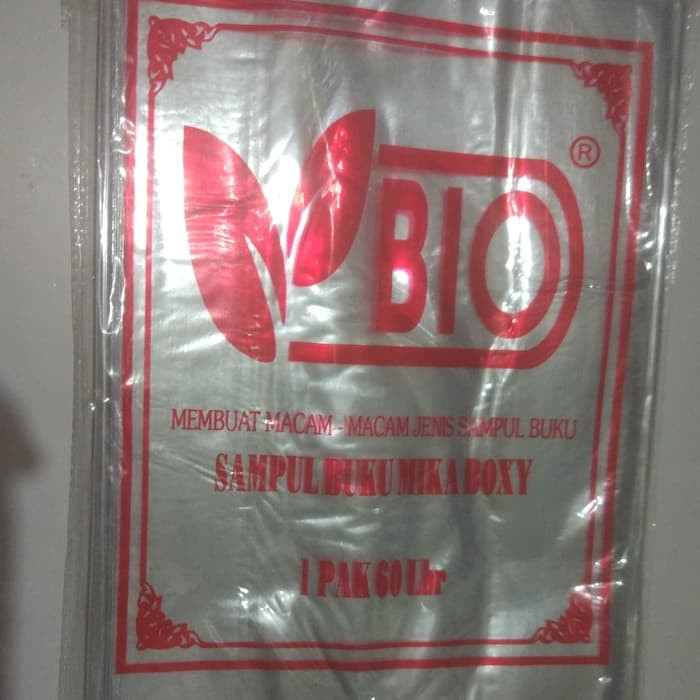 BIO ®
MEMBUAT MACAM - MACAM JENIS SAMPUL BUKU
SAMPUL BUKU MIKA BOXY
1 PAK 60 Lbr